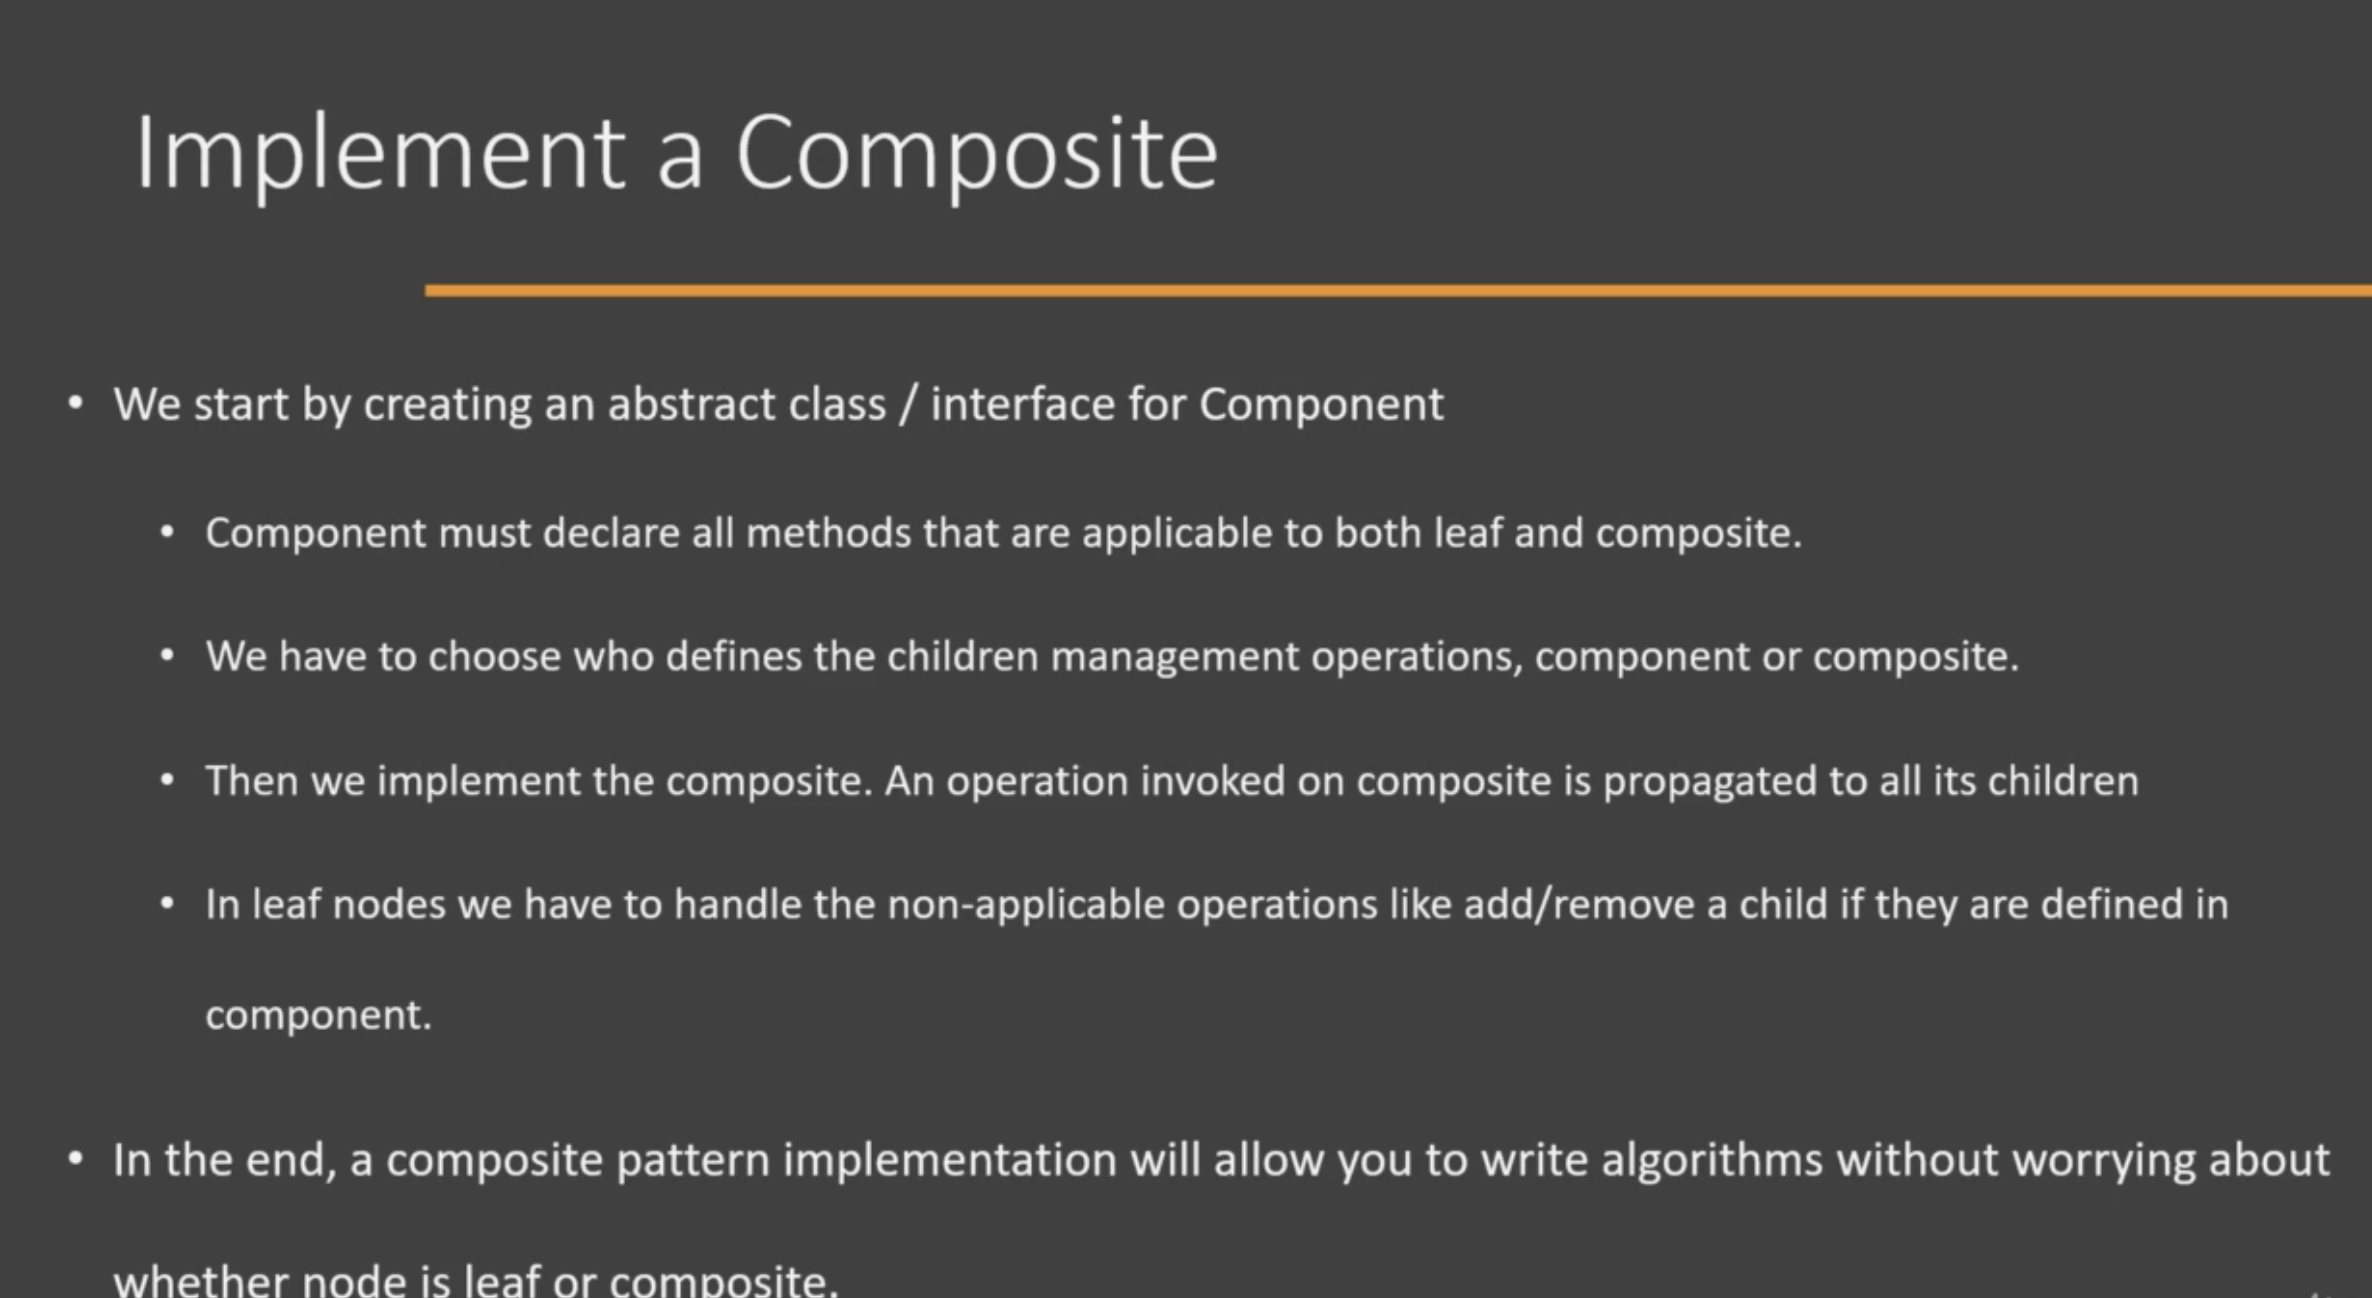 Implement a Composite
• We start by creating an abstract class / interface for Component
• Component must declare all methods that are applicable to both leaf and composite.
• We have to choose who defines the children management operations, component or composite.
• Then we implement the composite. An operation invoked on composite is propagated to all its children
• In leaf nodes we have to handle the non-applicable operations like add/remove a child if they are defined in
component.
• In the end, a composite pattern implementation will allow you to write algorithms without worrying about
whether node is leaf or composite.